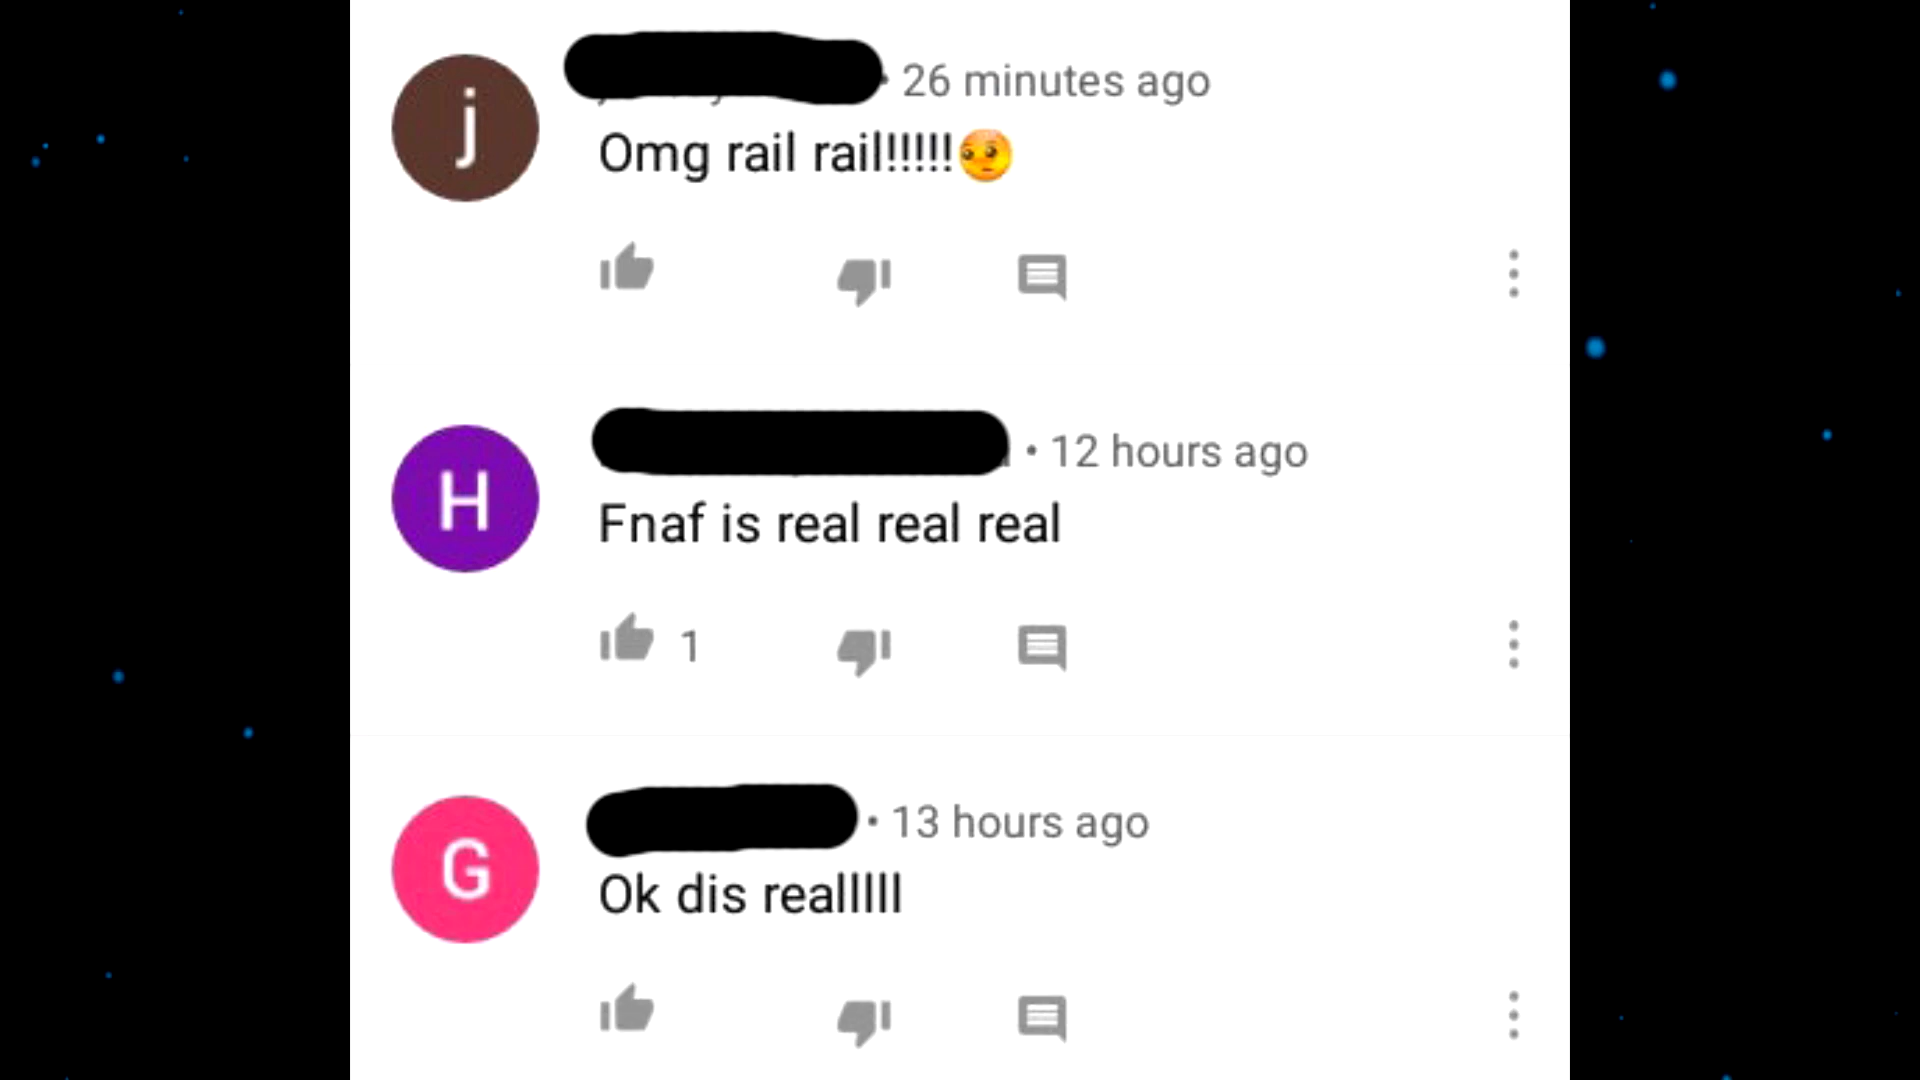 j
26 minutes ago
Omg rail rail!!!!!🤕
H
• 12 hours ago
Fnaf is real real real
1
G
• 13 hours ago
Ok dis reallllll